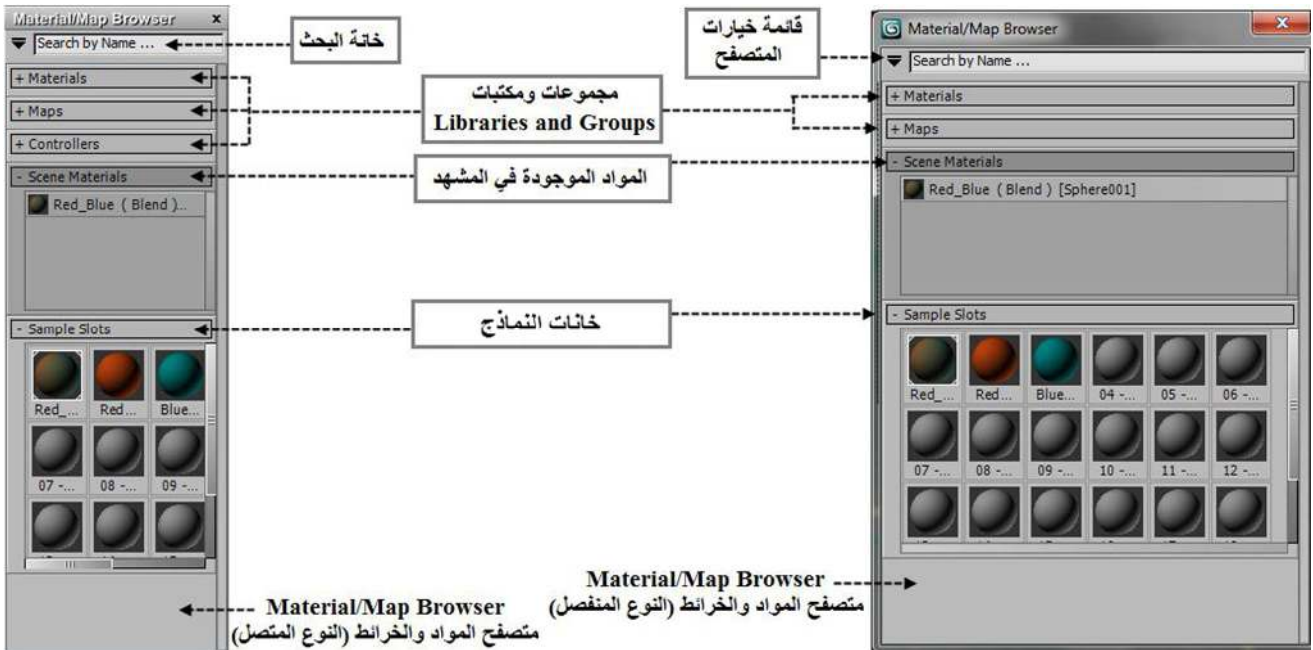 Material/Map Browser x
Search by Name ...
+ Materials
+ Maps
+ Controllers
- Scene Materials
Red_Blue ( Blend )...
- Sample Slots
Red_... Red... Blue...
07 -... 08 -... 09 -...
خانة البحث
قائمة خيارات
المتصفح
مجموعات ومكتبات
Libraries and Groups
المواد الموجودة في المشهد
خانات النماذج
Material/Map Browser
متصفح المواد والخرائط (النوع المتصل)
Material/Map Browser
متصفح المواد والخرائط (النوع المنفصل)
Material/Map Browser
Search by Name ...
+ Materials
+ Maps
- Scene Materials
Red_Blue ( Blend ) [Sphere001]
- Sample Slots
Red_... Red... Blue... 04 -... 05 -... 06 -...
07 -... 08 -... 09 -... 10 -... 11 -... 12 -...